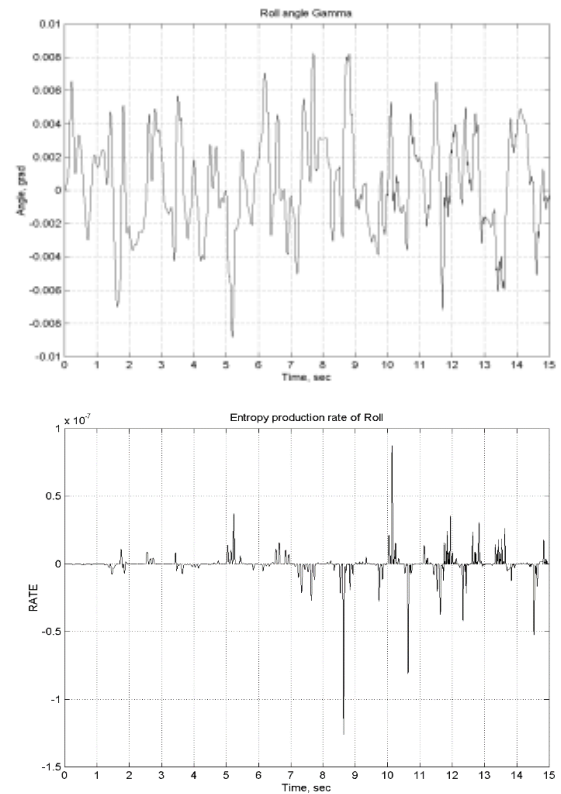 Roll angle Gamma
0.01
0.008
0.006
0.004
0.002
0
-0.002
-0.004
-0.006
-0.008
-0.01
Angle, grad
0 1 2 3 4 5 6 7 8 9 10 11 12 13 14 15
Time, sec
Entropy production rate of Roll
x 10^-7
1
0.5
0
-0.5
-1
-1.5
RATE
0 1 2 3 4 5 6 7 8 9 10 11 12 13 14 15
Time, sec